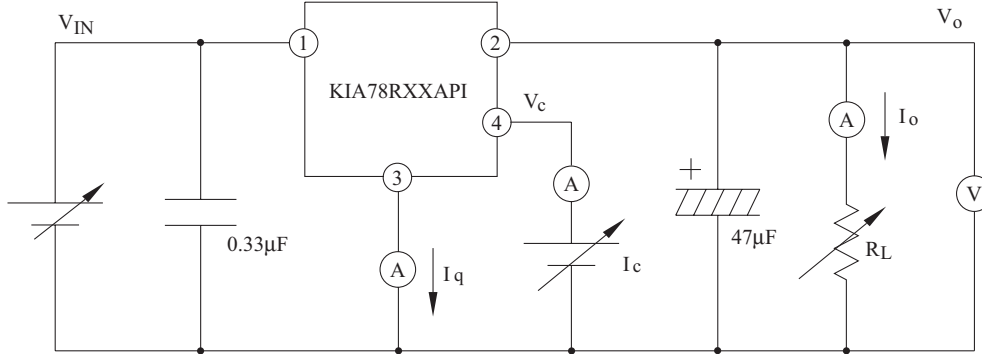 V_IN
V_o
1
2
KIA78RXXAPI
V_c
4
A
I_o
3
+
A
V
0.33μF
47μF
R_L
A
I_q
I_c